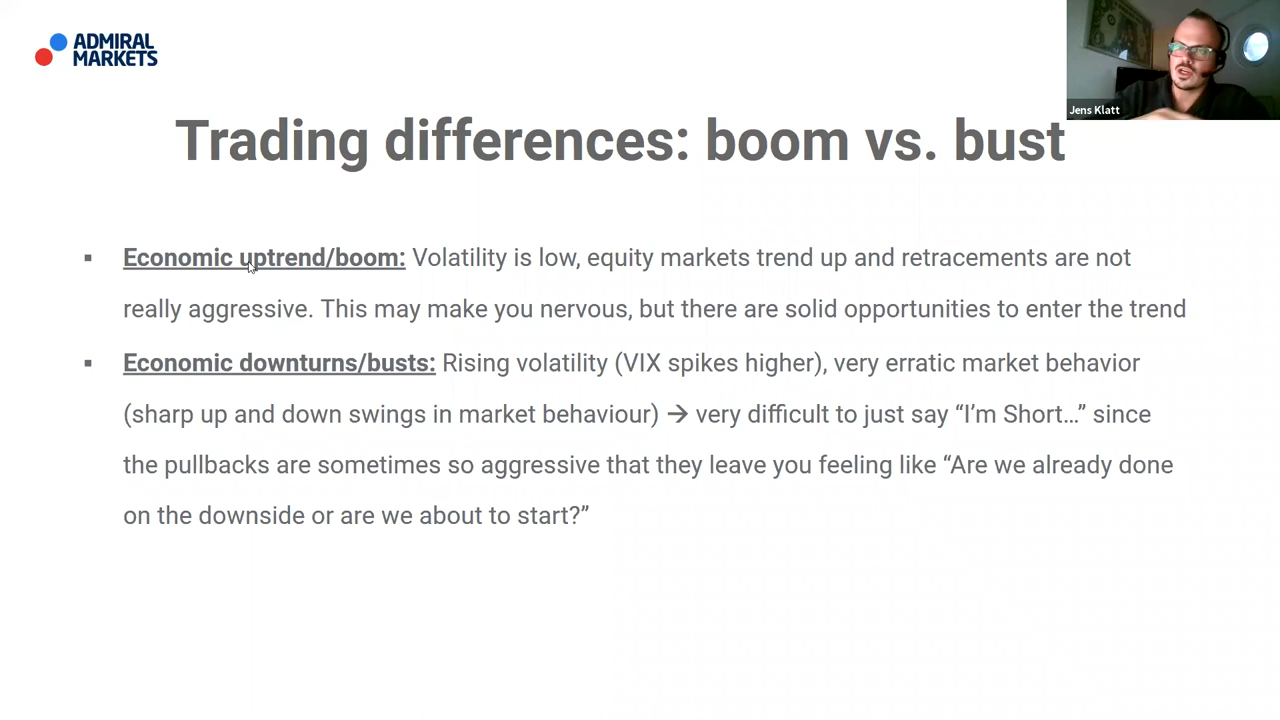 ADMIRAL
MARKETS
Jens Klatt
Trading differences: boom vs. bust
▪ Economic uptrend/boom: Volatility is low, equity markets trend up and retracements are not
really aggressive. This may make you nervous, but there are solid opportunities to enter the trend
▪ Economic downturns/busts: Rising volatility (VIX spikes higher), very erratic market behavior
(sharp up and down swings in market behaviour) → very difficult to just say “I’m Short…” since
the pullbacks are sometimes so aggressive that they leave you feeling like “Are we already done
on the downside or are we about to start?”